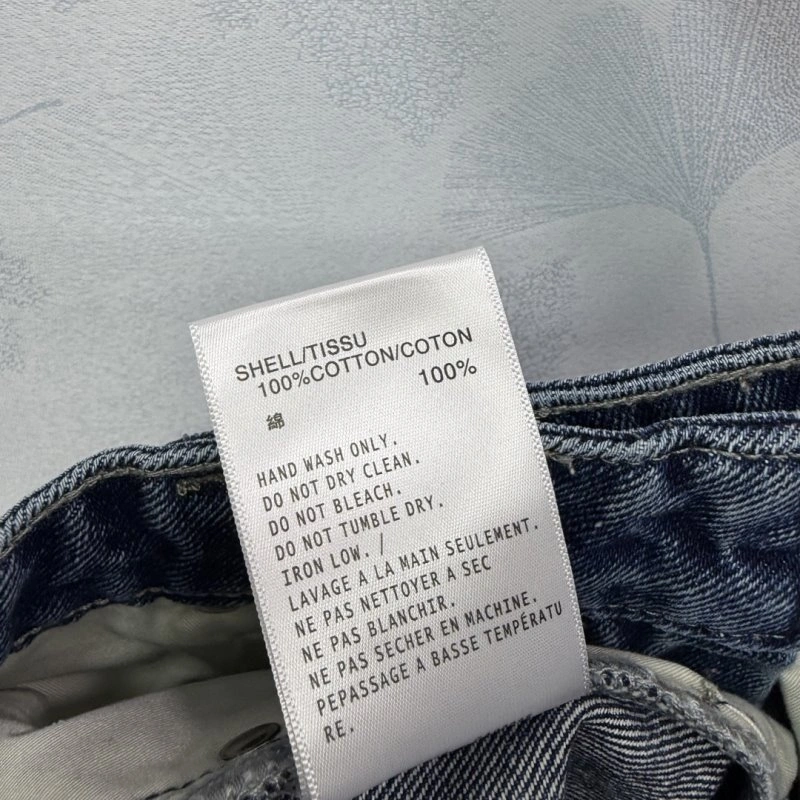 SHELL/TISSU
100%COTTON/COTON
100%
綿
HAND WASH ONLY.
DO NOT DRY CLEAN.
DO NOT BLEACH.
DO NOT TUMBLE DRY.
IRON LOW. /
LAVAGE A LA MAIN SEULEMENT.
NE PAS NETTOYER A SEC
NE PAS BLANCHIR.
NE PAS SECHER EN MACHINE.
PEPASSAGE A BASSE TEMPÉRATU
RE.